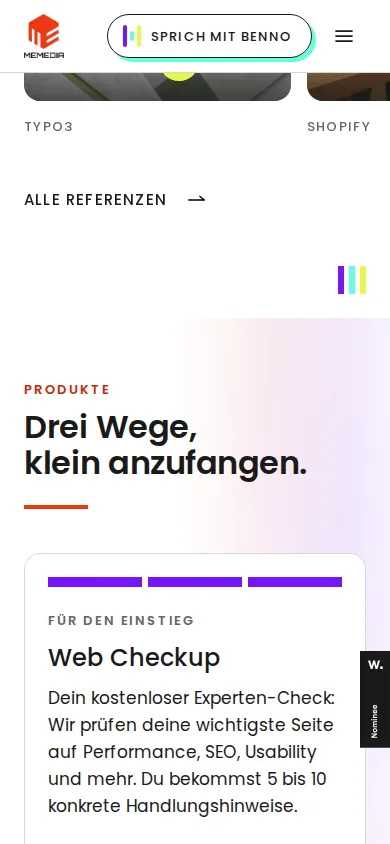 MEMEDIA
SPRICH MIT BENNO
TYPO3
SHOPIFY
ALLE REFERENZEN
PRODUKTE
Drei Wege,
klein anzufangen.
FÜR DEN EINSTIEG
Web Checkup
Dein kostenloser Experten-Check:
Wir prüfen deine wichtigste Seite
auf Performance, SEO, Usability
und mehr. Du bekommst 5 bis 10
konkrete Handlungshinweise.
W.
Nominee